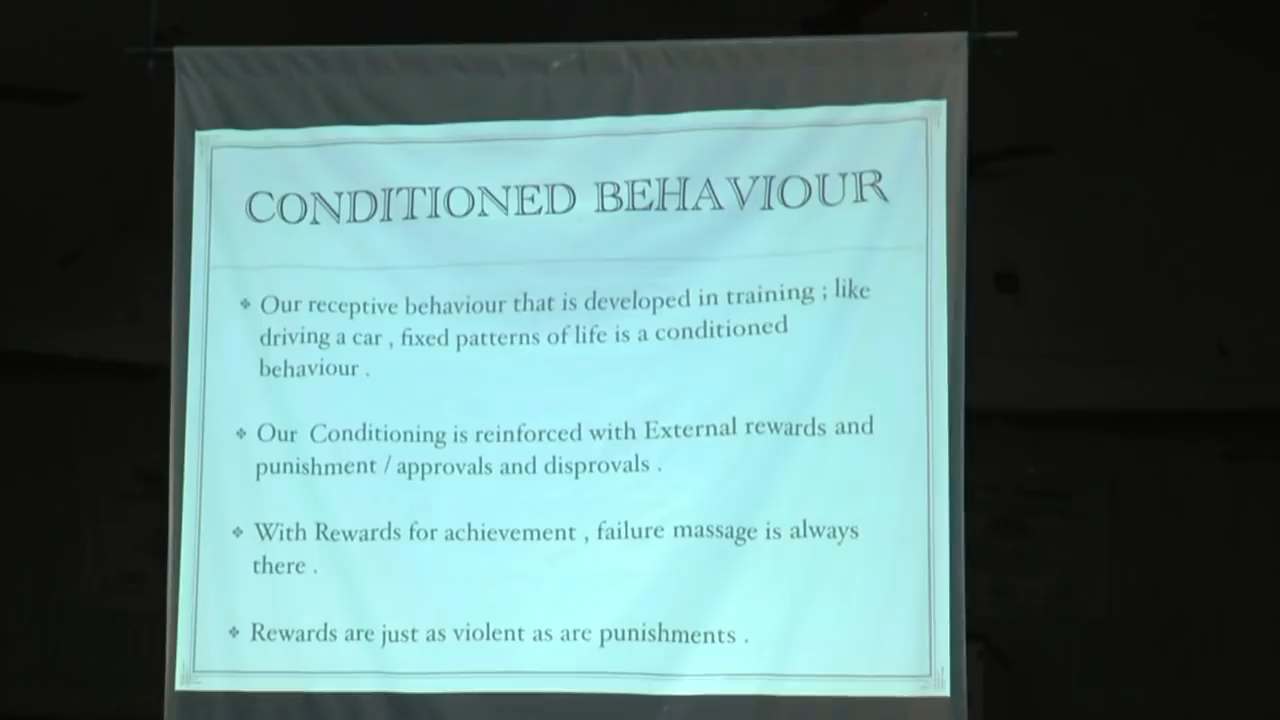 CONDITIONED BEHAVIOUR
❖ Our receptive behaviour that is developed in training ; like
driving a car , fixed patterns of life is a conditioned
behaviour .
❖ Our Conditioning is reinforced with External rewards and
punishment / approvals and disprovals .
❖ With Rewards for achievement , failure massage is always
there .
❖ Rewards are just as violent as are punishments .